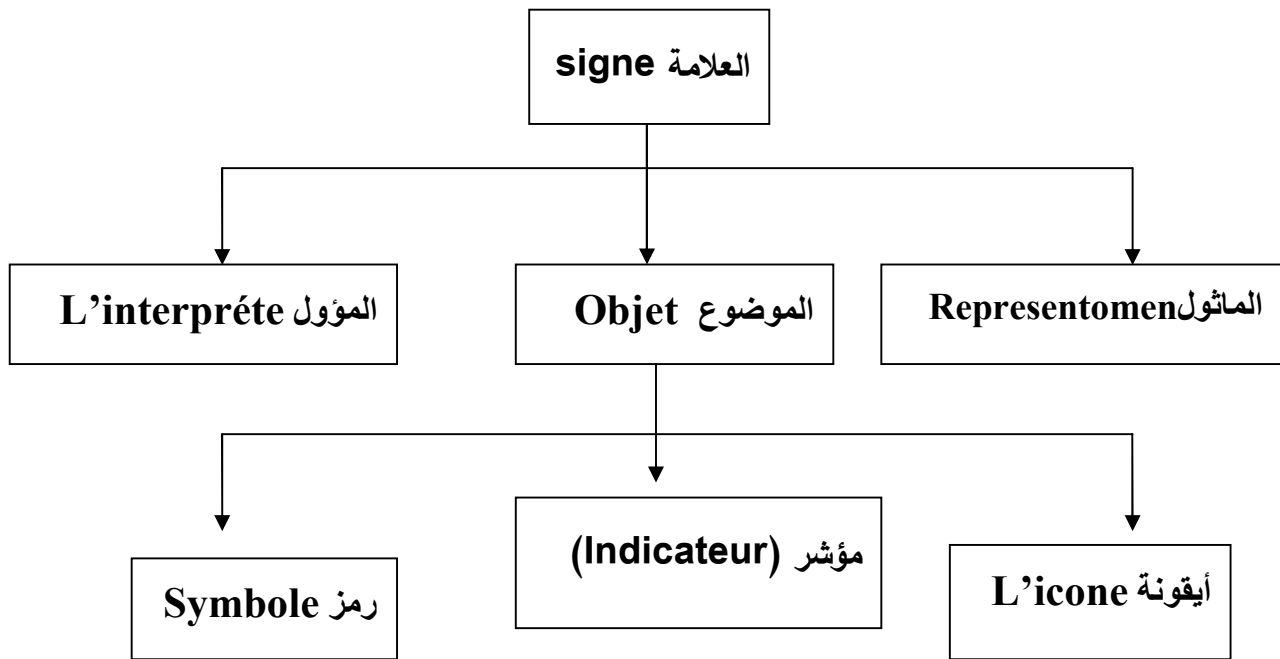 العلامة signe
الماثولRepresentomen
الموضوع Objet
المؤول L’interpréte
أيقونة L’icone
مؤشر (Indicateur)
رمز Symbole